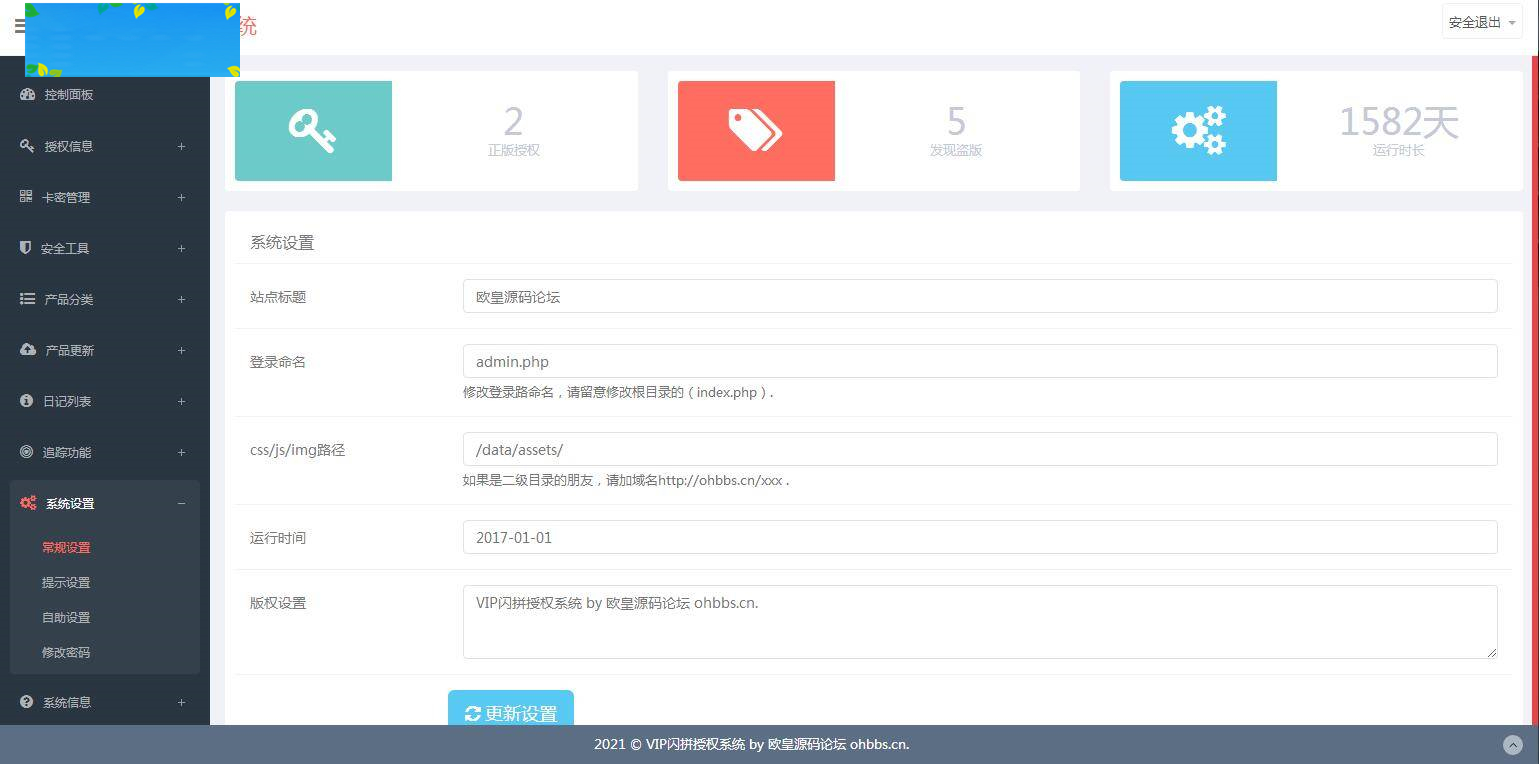 统
安全退出
控制面板
授权信息 +
卡密管理 +
安全工具 +
产品分类 +
产品更新 +
日记列表 +
追踪功能 +
系统设置 −
常规设置
提示设置
自助设置
修改密码
系统信息 +
2
正版授权
5
发现盗版
1582天
运行时长
系统设置
站点标题
欧皇源码论坛
登录命名
admin.php
修改登录路命名，请留意修改根目录的（index.php）.
css/js/img路径
/data/assets/
如果是二级目录的朋友，请加域名http://ohbbs.cn/xxx .
运行时间
2017-01-01
版权设置
VIP闪拼授权系统 by 欧皇源码论坛 ohbbs.cn.
更新设置
2021 © VIP闪拼授权系统 by 欧皇源码论坛 ohbbs.cn.